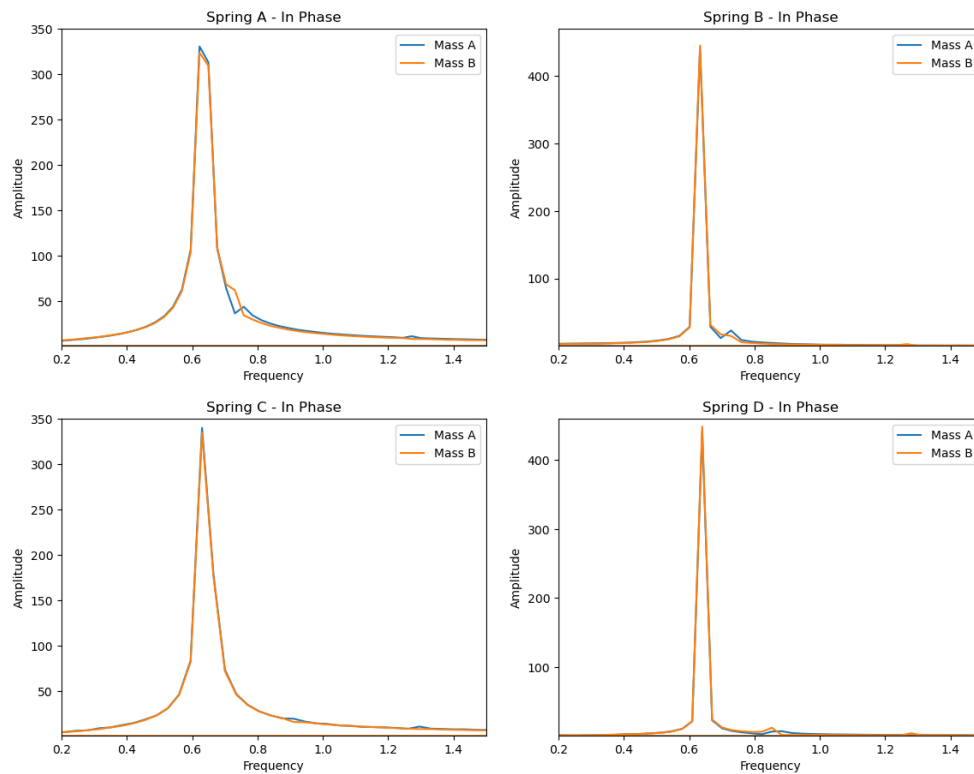 Spring A - In Phase
350
300
250
200
150
100
50
Amplitude
Mass A
Mass B
0.2 0.4 0.6 0.8 1.0 1.2 1.4
Frequency
Spring B - In Phase
400
300
200
100
Amplitude
Mass A
Mass B
0.2 0.4 0.6 0.8 1.0 1.2 1.4
Frequency
Spring C - In Phase
350
300
250
200
150
100
50
Amplitude
Mass A
Mass B
0.2 0.4 0.6 0.8 1.0 1.2 1.4
Frequency
Spring D - In Phase
400
300
200
100
Amplitude
Mass A
Mass B
0.2 0.4 0.6 0.8 1.0 1.2 1.4
Frequency